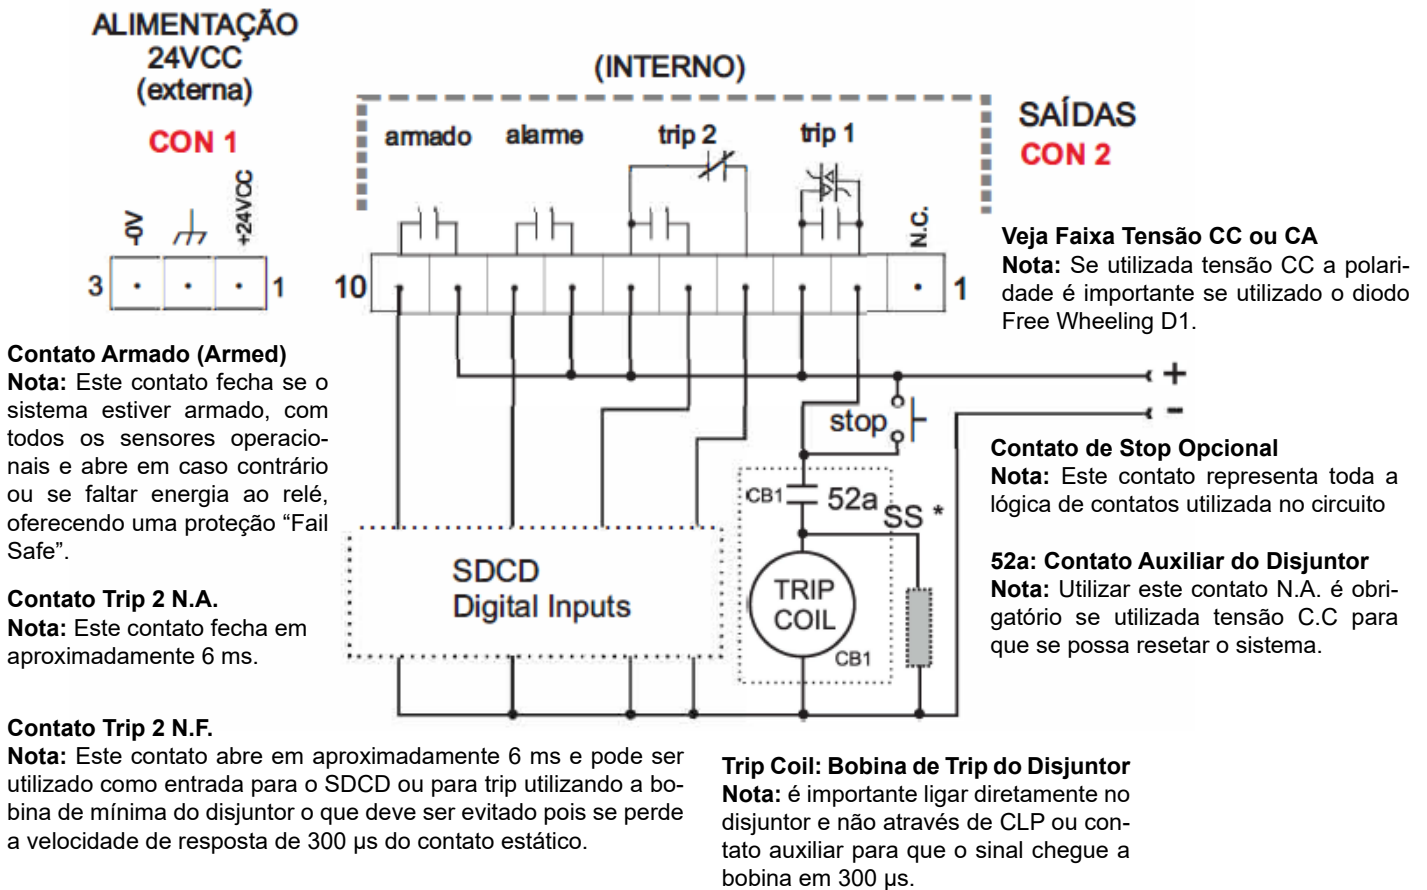 ALIMENTAÇÃO
24VCC
(externa)
CON 1
-0V
+24VCC
3
1
(INTERNO)
armado
alarme
trip 2
trip 1
SAÍDAS
CON 2
N.C.
10
1
Veja Faixa Tensão CC ou CA
Nota: Se utilizada tensão CC a polari-
dade é importante se utilizado o diodo
Free Wheeling D1.
Contato Armado (Armed)
Nota: Este contato fecha se o
sistema estiver armado, com
todos os sensores operacio-
nais e abre em caso contrário
ou se faltar energia ao relé,
oferecendo uma proteção “Fail
Safe”.
+
-
stop
Contato de Stop Opcional
Nota: Este contato representa toda a
lógica de contatos utilizada no circuito
CB1
52a
SS *
SDCD
Digital Inputs
TRIP
COIL
CB1
52a: Contato Auxiliar do Disjuntor
Nota: Utilizar este contato N.A. é obri-
gatório se utilizada tensão C.C para
que se possa resetar o sistema.
Contato Trip 2 N.A.
Nota: Este contato fecha em
aproximadamente 6 ms.
Contato Trip 2 N.F.
Nota: Este contato abre em aproximadamente 6 ms e pode ser
utilizado como entrada para o SDCD ou para trip utilizando a bo-
bina de mínima do disjuntor o que deve ser evitado pois se perde
a velocidade de resposta de 300 µs do contato estático.
Trip Coil: Bobina de Trip do Disjuntor
Nota: é importante ligar diretamente no
disjuntor e não através de CLP ou con-
tato auxiliar para que o sinal chegue a
bobina em 300 µs.